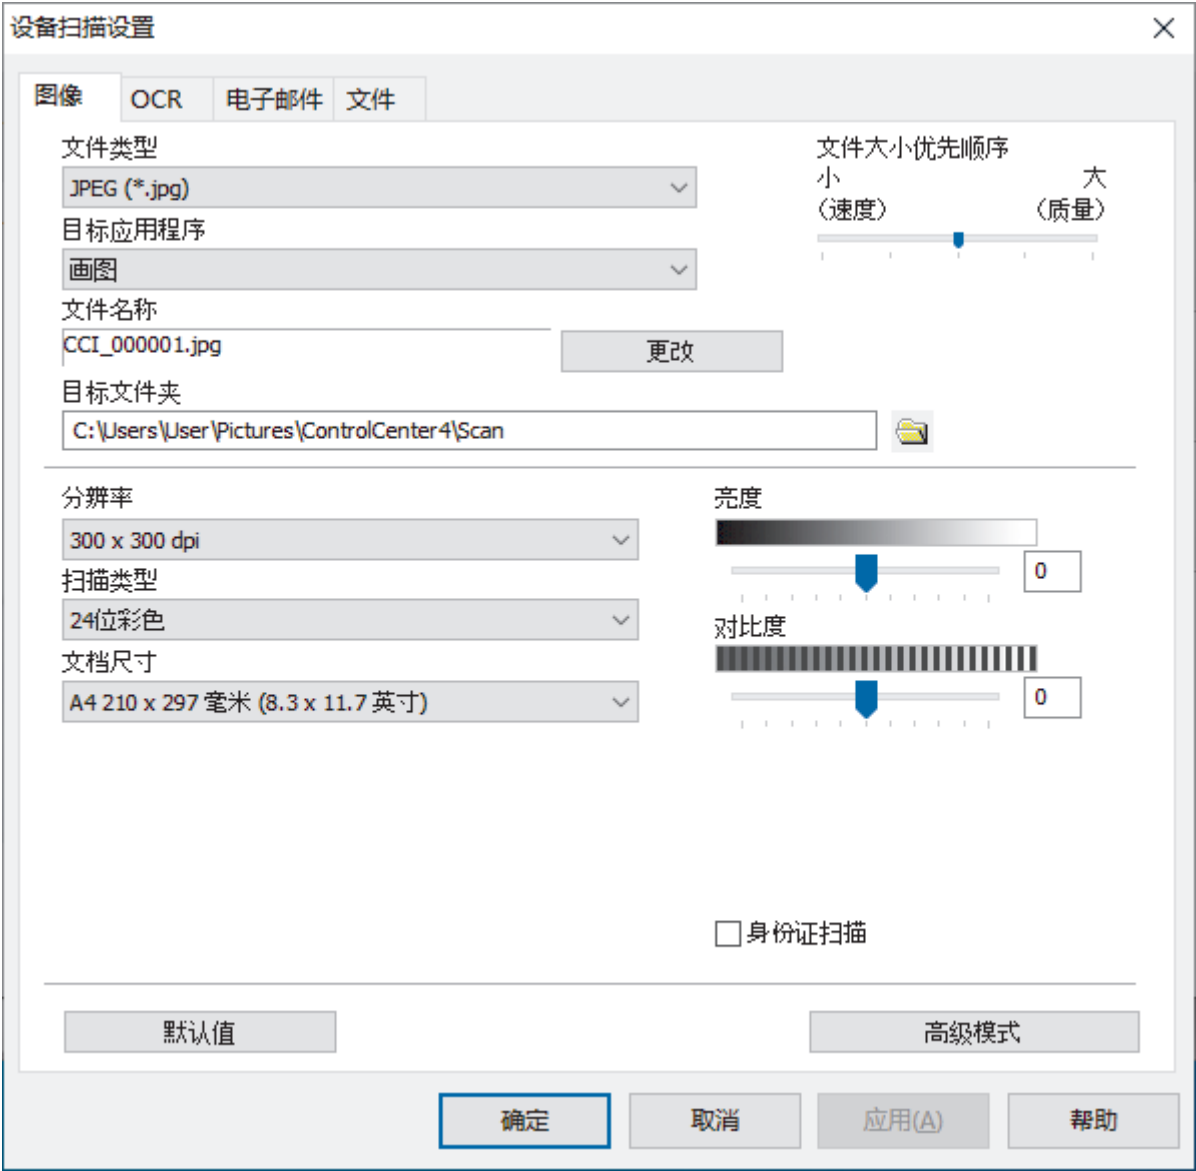 设备扫描设置
图像 OCR 电子邮件 文件
文件类型
JPEG (*.jpg)
目标应用程序
画图
文件名称
CCI_000001.jpg
更改
目标文件夹
C:\Users\User\Pictures\ControlCenter4\Scan
文件大小优先顺序
小 大
(速度) (质量)
分辨率
300 x 300 dpi
扫描类型
24位彩色
文档尺寸
A4 210 x 297 毫米 (8.3 x 11.7 英寸)
亮度
0
对比度
0
身份证扫描
默认值 高级模式
确定 取消 应用(A) 帮助